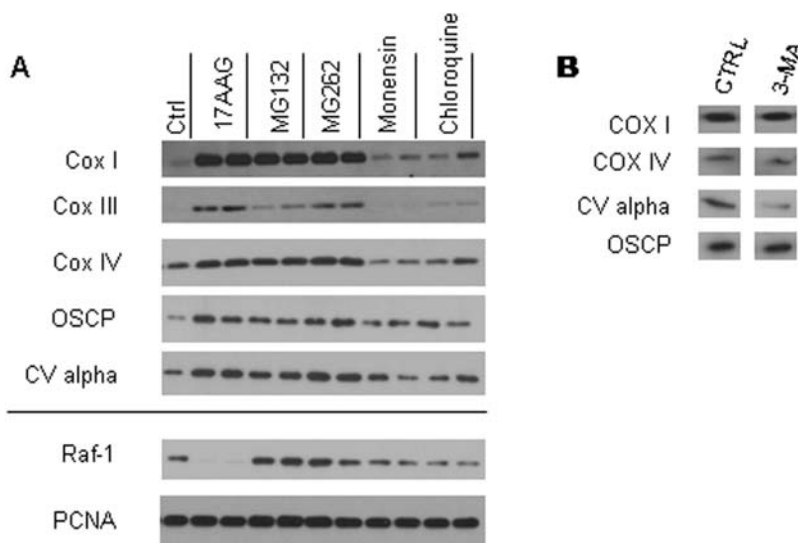 A
Ctrl
17AAG
MG132
MG262
Monensin
Chloroquine
Cox I
Cox III
Cox IV
OSCP
CV alpha
Raf-1
PCNA
B
CTRL
3-MA
COX I
COX IV
CV alpha
OSCP